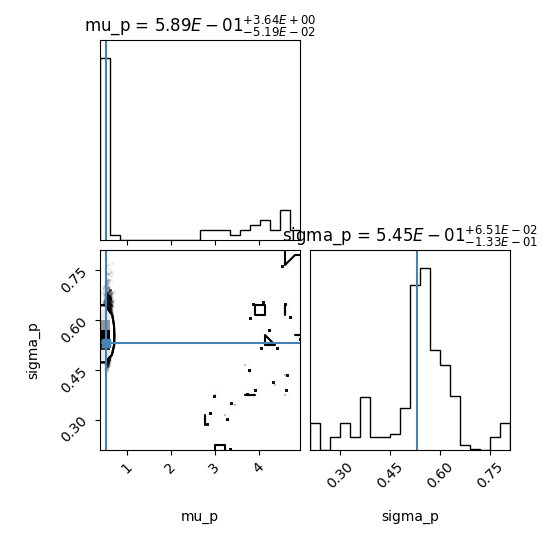 mu_p = 5.89E − 01+3.64E + 00 −5.19E − 02
sigma_p = 5.45E − 01+6.51E − 02 −1.33E − 01
0.75
0.60
0.45
0.30
sigma_p
1 2 3 4
mu_p
0.30 0.45 0.60 0.75
sigma_p